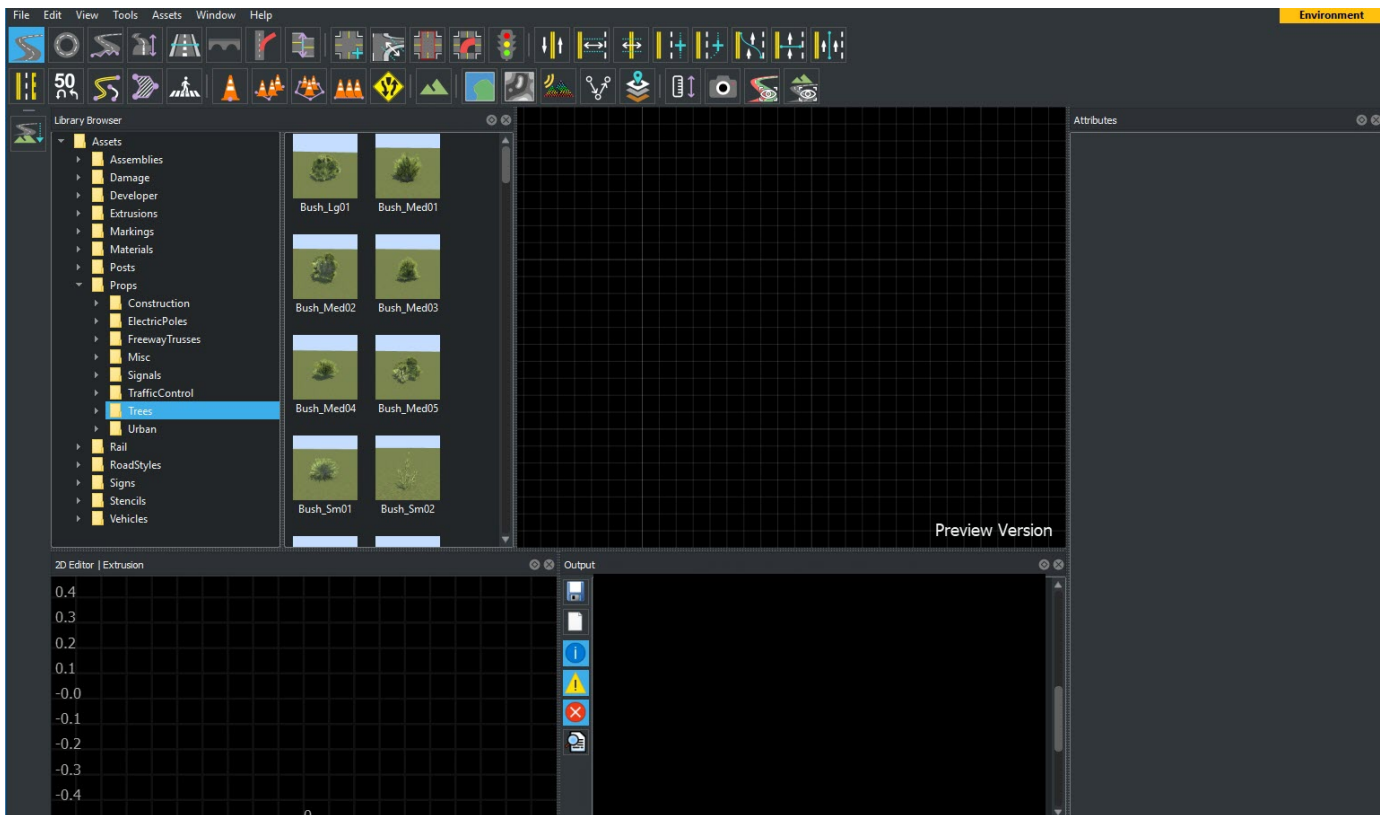 File Edit View Tools Assets Window Help
Environment
50
Library Browser
Attributes
Assets
Assemblies
Damage
Developer
Extrusions
Markings
Materials
Posts
Props
Construction
ElectricPoles
FreewayTrusses
Misc
Signals
TrafficControl
Trees
Urban
Rail
RoadStyles
Signs
Stencils
Vehicles
Bush_Lg01 Bush_Med01
Bush_Med02 Bush_Med03
Bush_Med04 Bush_Med05
Bush_Sm01 Bush_Sm02
Preview Version
2D Editor | Extrusion
Output
0.4
0.3
0.2
0.1
-0.0
-0.1
-0.2
-0.3
-0.4